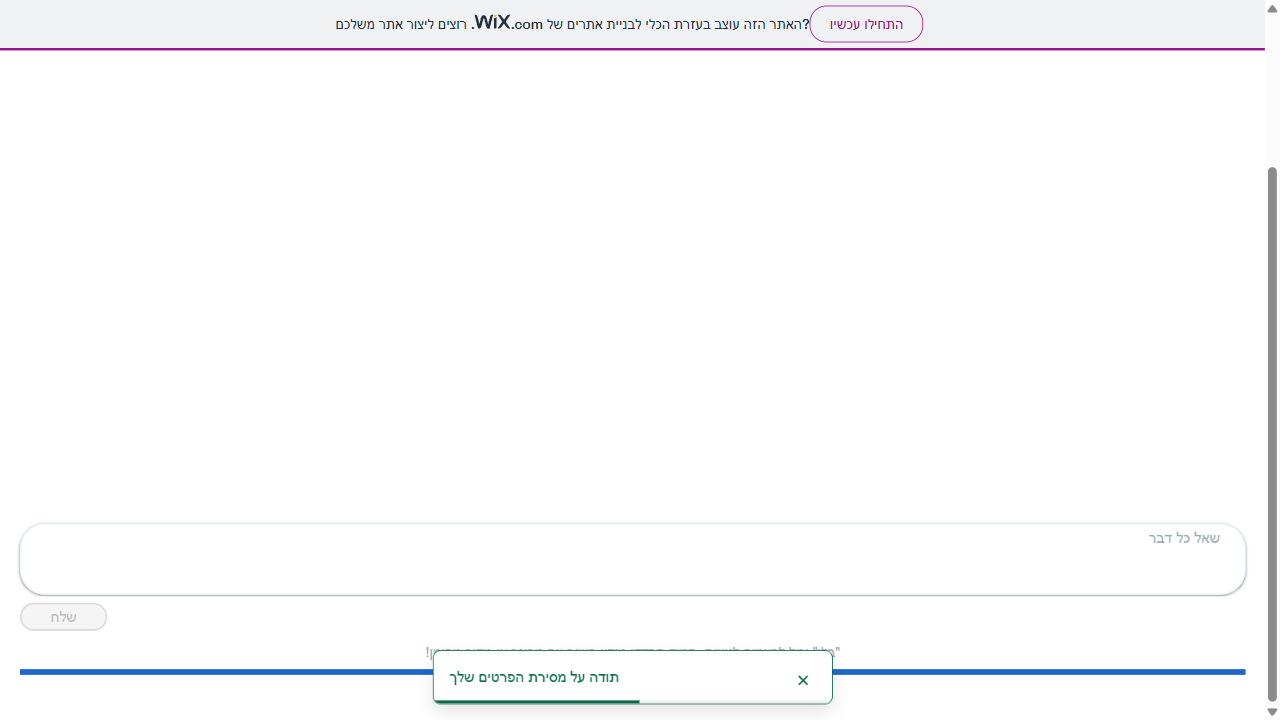 האתר הזה עוצב בעזרת הכלי לבניית אתרים של WiX.com. רוצים ליצור אתר משלכם?
התחילו עכשיו
שאל כל דבר
שלח
תודה על מסירת הפרטים שלך